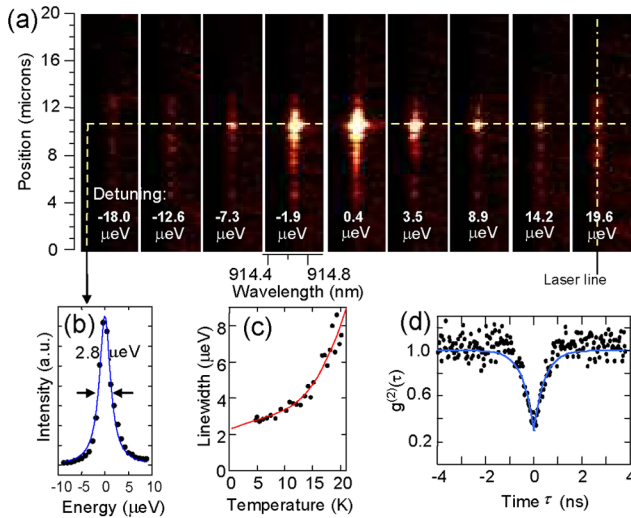 (a)
Position (microns)
20
16
12
8
4
0
Detuning:
-18.0 -12.6 -7.3 -1.9 0.4 3.5 8.9 14.2 19.6
µeV µeV µeV µeV µeV µeV µeV µeV µeV
914.4 914.8
Wavelength (nm)
Laser line
(b)
2.8 µeV
Intensity (a.u.)
-10 -5 0 5 10
Energy (µeV)
(c)
Linewidth (µeV)
8
6
4
2
0
0 5 10 15 20
Temperature (K)
(d)
g(2)(τ)
1.0
0.6
0.2
-4 -2 0 2 4
Time τ (ns)